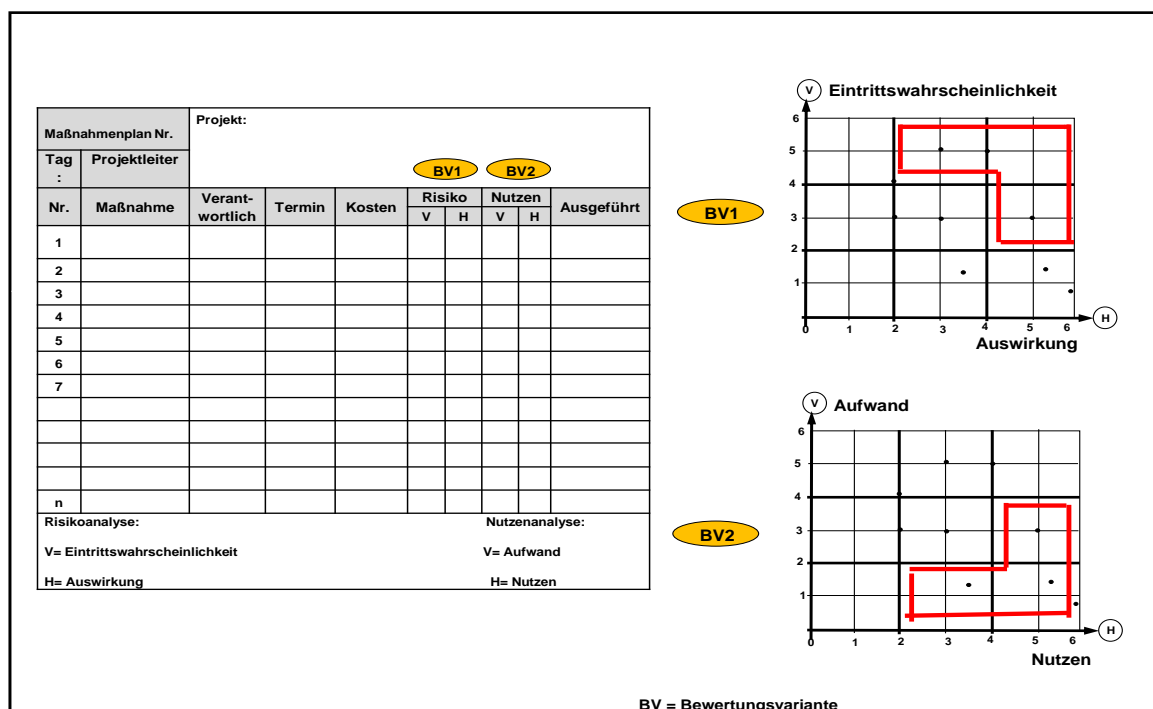 Maßnahmenplan Nr.
Projekt:
Tag :
Projektleiter
BV1 BV2
Nr. Maßnahme Verant-wortlich Termin Kosten Risiko Nutzen Ausgeführt
V H V H
1
2
3
4
5
6
7
n
Risikoanalyse: Nutzenanalyse:
V= Eintrittswahrscheinlichkeit V= Aufwand
H= Auswirkung H= Nutzen
BV1
V Eintrittswahrscheinlichkeit
6
5
4
3
2
1
0 1 2 3 4 5 6 H
Auswirkung
BV2
V Aufwand
6
5
4
3
2
1
0 1 2 3 4 5 6 H
Nutzen
BV = Bewertungsvariante